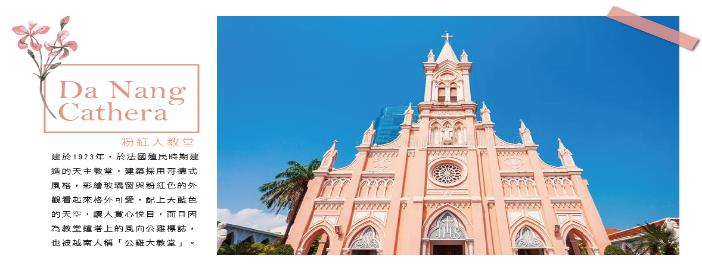 Da Nang
Cathera
粉紅大教堂
建於1923年，於法國殖民時期建
造的天主教堂，建築採用哥德式
風格，彩繪玻璃窗與粉紅色的外
觀看起來格外可愛，配上大藍色
的天空，讓人賞心悅目，而且因
為教堂鐘塔上的風向公雞標誌，
也被越南人稱「公雞大教堂」。